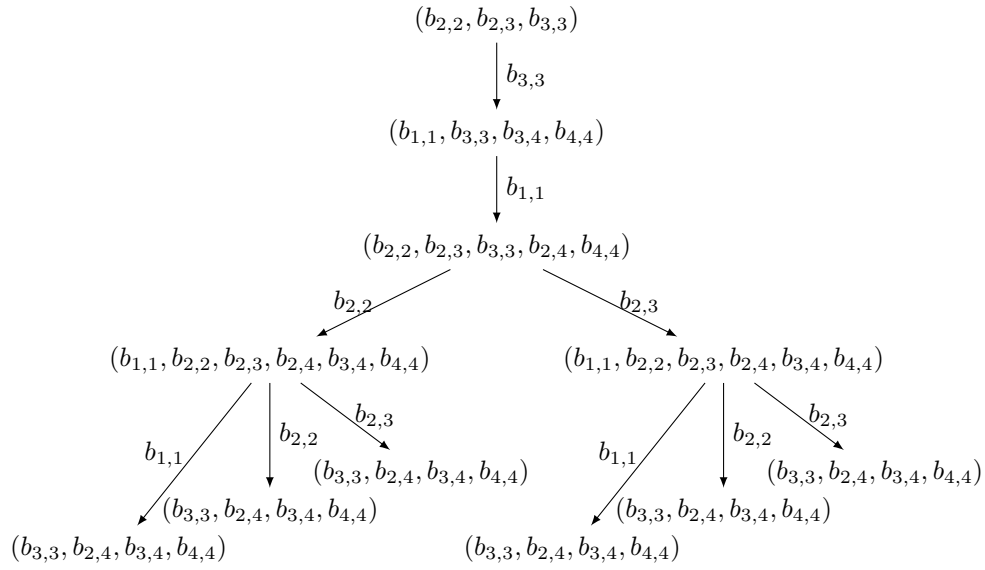 (b_{2,2}, b_{2,3}, b_{3,3})
b_{3,3}
(b_{1,1}, b_{3,3}, b_{3,4}, b_{4,4})
b_{1,1}
(b_{2,2}, b_{2,3}, b_{3,3}, b_{2,4}, b_{4,4})
b_{2,2} b_{2,3}
(b_{1,1}, b_{2,2}, b_{2,3}, b_{2,4}, b_{3,4}, b_{4,4}) (b_{1,1}, b_{2,2}, b_{2,3}, b_{2,4}, b_{3,4}, b_{4,4})
b_{1,1} b_{2,2} b_{2,3} b_{1,1} b_{2,2} b_{2,3}
(b_{3,3}, b_{2,4}, b_{3,4}, b_{4,4}) (b_{3,3}, b_{2,4}, b_{3,4}, b_{4,4})
(b_{3,3}, b_{2,4}, b_{3,4}, b_{4,4}) (b_{3,3}, b_{2,4}, b_{3,4}, b_{4,4})
(b_{3,3}, b_{2,4}, b_{3,4}, b_{4,4}) (b_{3,3}, b_{2,4}, b_{3,4}, b_{4,4})